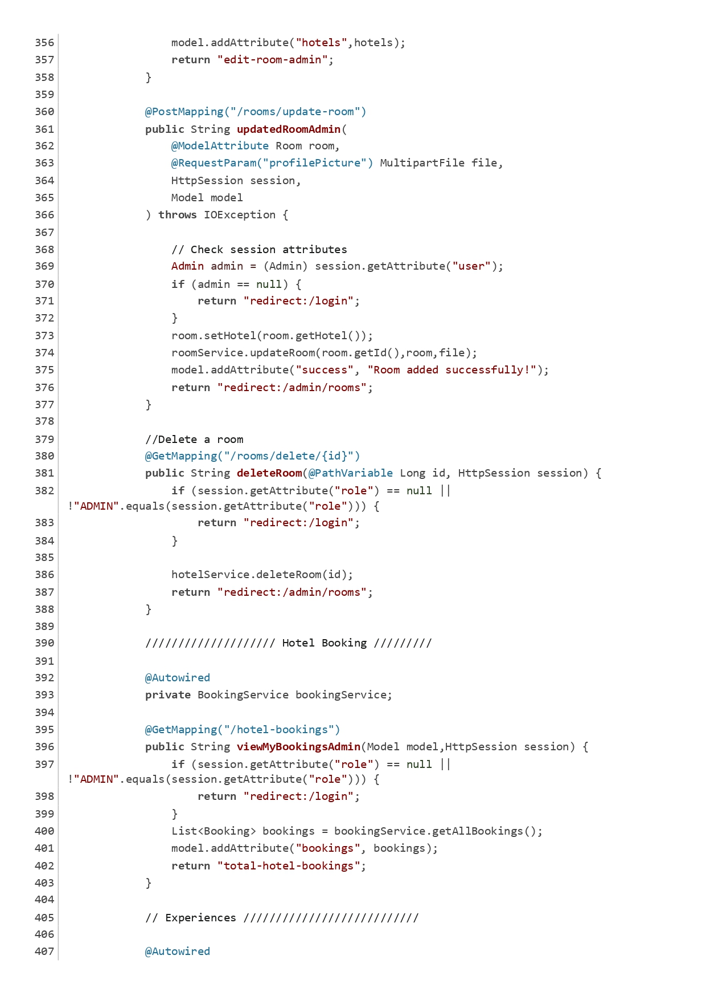 356                 model.addAttribute("hotels",hotels);
357                 return "edit-room-admin";
358             }
359
360             @PostMapping("/rooms/update-room")
361             public String updatedRoomAdmin(
362                 @ModelAttribute Room room,
363                 @RequestParam("profilePicture") MultipartFile file,
364                 HttpSession session,
365                 Model model
366             ) throws IOException {
367
368                 // Check session attributes
369                 Admin admin = (Admin) session.getAttribute("user");
370                 if (admin == null) {
371                     return "redirect:/login";
372                 }
373                 room.setHotel(room.getHotel());
374                 roomService.updateRoom(room.getId(),room,file);
375                 model.addAttribute("success", "Room added successfully!");
376                 return "redirect:/admin/rooms";
377             }
378
379             //Delete a room
380             @GetMapping("/rooms/delete/{id}")
381             public String deleteRoom(@PathVariable Long id, HttpSession session) {
382                 if (session.getAttribute("role") == null ||
!"ADMIN".equals(session.getAttribute("role"))) {
383                     return "redirect:/login";
384                 }
385
386                 hotelService.deleteRoom(id);
387                 return "redirect:/admin/rooms";
388             }
389
390             //////////////////// Hotel Booking /////////
391
392             @Autowired
393             private BookingService bookingService;
394
395             @GetMapping("/hotel-bookings")
396             public String viewMyBookingsAdmin(Model model,HttpSession session) {
397                 if (session.getAttribute("role") == null ||
!"ADMIN".equals(session.getAttribute("role"))) {
398                     return "redirect:/login";
399                 }
400                 List<Booking> bookings = bookingService.getAllBookings();
401                 model.addAttribute("bookings", bookings);
402                 return "total-hotel-bookings";
403             }
404
405             // Experiences ///////////////////////////
406
407             @Autowired